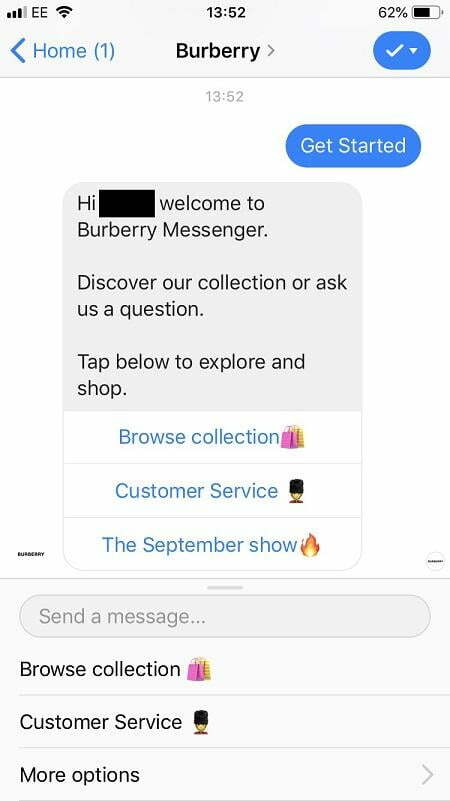 EE 13:52 62%
Home (1) Burberry
13:52
Get Started
Hi welcome to
Burberry Messenger.
Discover our collection or ask
us a question.
Tap below to explore and
shop.
Browse collection🛍️
Customer Service 💂
The September show🔥
BURBERRY
BURBERRY
Send a message...
Browse collection 🛍️
Customer Service 💂
More options